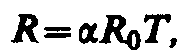 R = αR₀T,